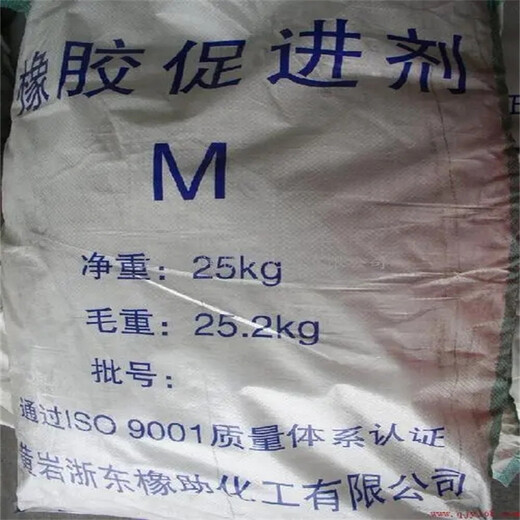 橡胶促进剂
M
净重：25kg
毛重：25.2kg
批号：
通过ISO 9001质量体系认证
黄岩浙东橡助化工有限公司